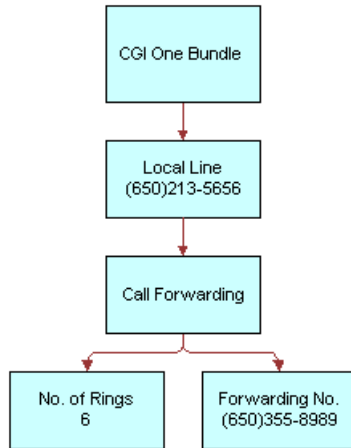 CGI One Bundle
Local Line
(650)213-5656
Call Forwarding
No. of Rings
6
Forwarding No.
(650)355-8989